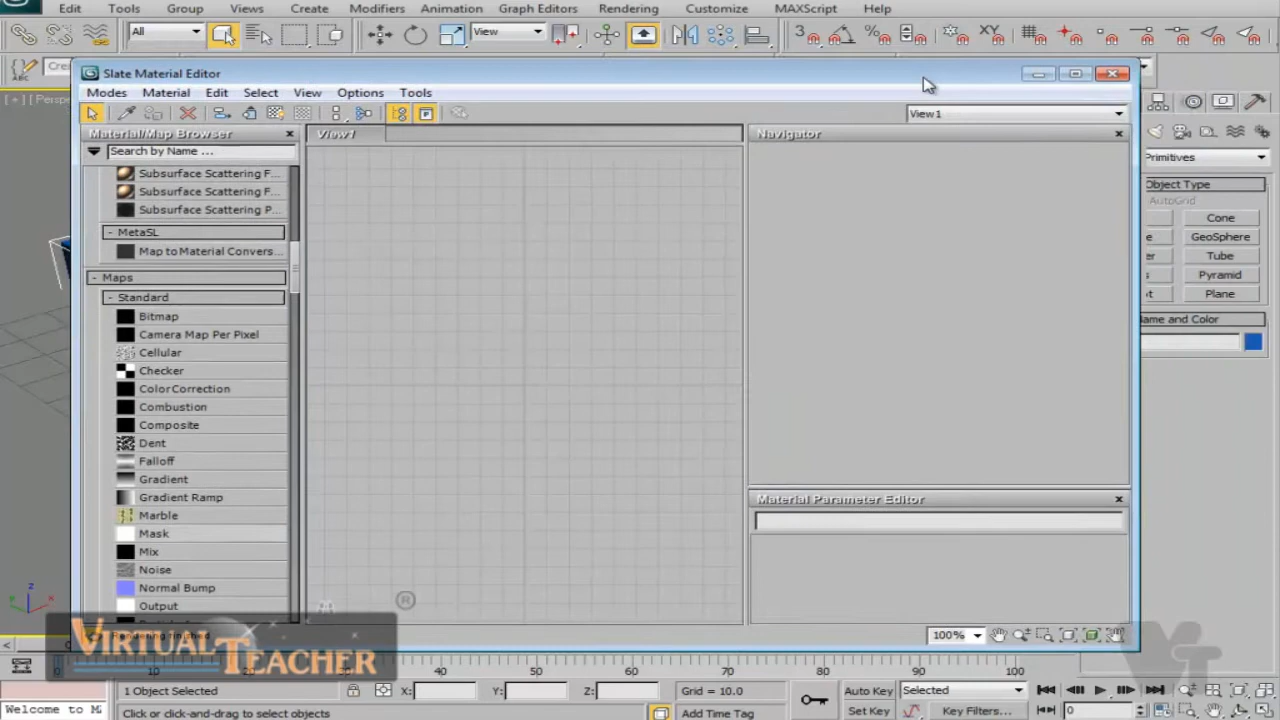 Edit Tools Group Views Create Modifiers Animation Graph Editors Rendering Customize MAXScript Help
All
View
Slate Material Editor
Modes Material Edit Select View Options Tools
View1
Material/Map Browser
View1
Navigator
Search by Name ...
Primitives
Subsurface Scattering F...
Subsurface Scattering F...
Subsurface Scattering P...
- MetaSL
Map to Material Convers...
- Maps
- Standard
Bitmap
Camera Map Per Pixel
Cellular
Checker
Color Correction
Combustion
Composite
Dent
Falloff
Gradient
Gradient Ramp
Marble
Mask
Mix
Noise
Normal Bump
Output
Object Type
AutoGrid
Cone
GeoSphere
Tube
Pyramid
Plane
ame and Color
Material Parameter Editor
100%
Rendering finished
VIRTUAL TEACHER
VT
10 40 50 60 70 80 90 100
1 Object Selected X: Y: Z: Grid = 10.0 Auto Key Selected
Welcome to M Click or click-and-drag to select objects Add Time Tag Set Key Key Filters... 0